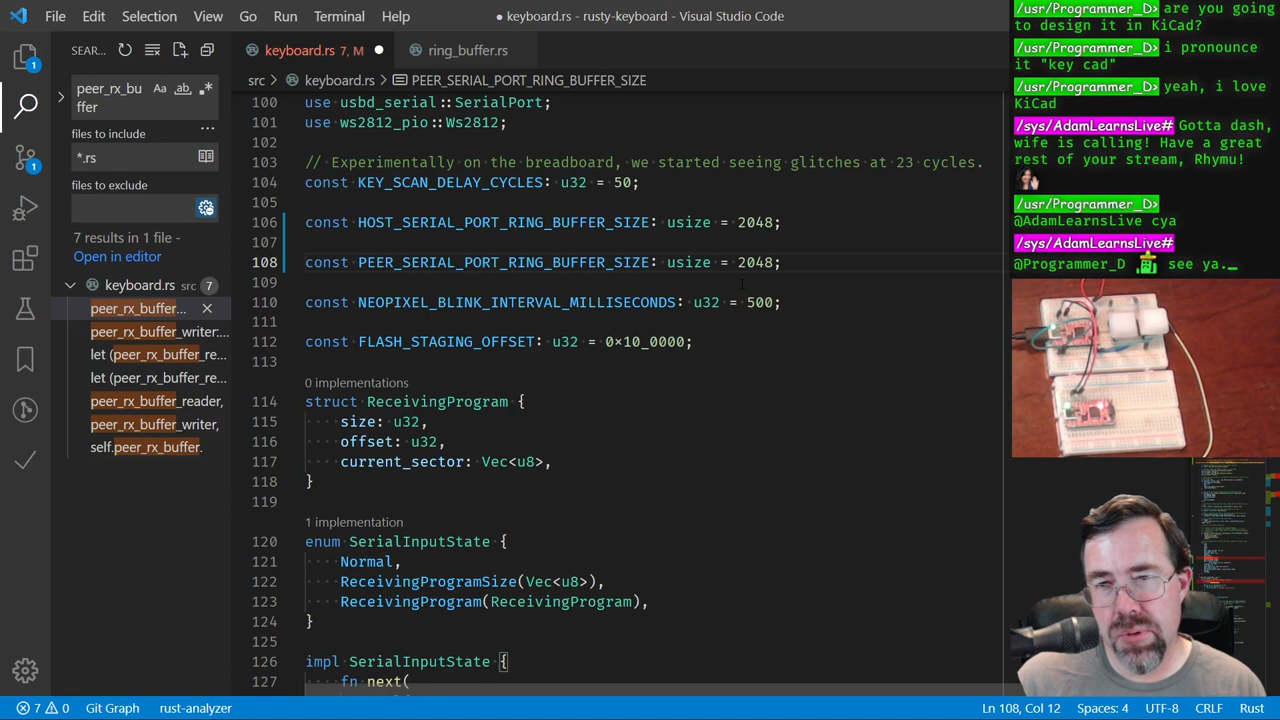 File Edit Selection View Go Run Terminal Help
● keyboard.rs - rusty-keyboard - Visual Studio Code
SEAR...
keyboard.rs 7, M ●
ring_buffer.rs
src > keyboard.rs > PEER_SERIAL_PORT_RING_BUFFER_SIZE
1
1
peer_rx_bu
ffer
Aa ab, .*
files to include
...
*.rs
files to exclude
7 results in 1 file -
Open in editor
keyboard.rs src 7
peer_rx_buffer...
peer_rx_buffer_writer:...
let (peer_rx_buffer_re...
let (peer_rx_buffer_re...
peer_rx_buffer_reader,
peer_rx_buffer_writer,
self.peer_rx_buffer.
100 use usbd_serial::SerialPort;
101 use ws2812_pio::Ws2812;
102
103 // Experimentally on the breadboard, we started seeing glitches at 23 cycles.
104 const KEY_SCAN_DELAY_CYCLES: u32 = 50;
105
106 const HOST_SERIAL_PORT_RING_BUFFER_SIZE: usize = 2048;
107
108 const PEER_SERIAL_PORT_RING_BUFFER_SIZE: usize = 2048;
109
110 const NEOPIXEL_BLINK_INTERVAL_MILLISECONDS: u32 = 500;
111
112 const FLASH_STAGING_OFFSET: u32 = 0x10_0000;
113
0 implementations
114 struct ReceivingProgram {
115 size: u32,
116 offset: u32,
117 current_sector: Vec<u8>,
118 }
119
1 implementation
120 enum SerialInputState {
121 Normal,
122 ReceivingProgramSize(Vec<u8>),
123 ReceivingProgram(ReceivingProgram),
124 }
125
126 impl SerialInputState {
127 fn next(
/usr/Programmer_D> are you going
to design it in KiCad?
/usr/Programmer_D> i pronounce
it "key cad"
/usr/Programmer_D> yeah, i love
KiCad
/sys/AdamLearnsLive# Gotta dash,
wife is calling! Have a great
rest of your stream, Rhymu!
/usr/Programmer_D>
@AdamLearnsLive cya
/sys/AdamLearnsLive#
@Programmer_D see ya._
7 0 Git Graph rust-analyzer
Ln 108, Col 12 Spaces: 4 UTF-8 CRLF Rust